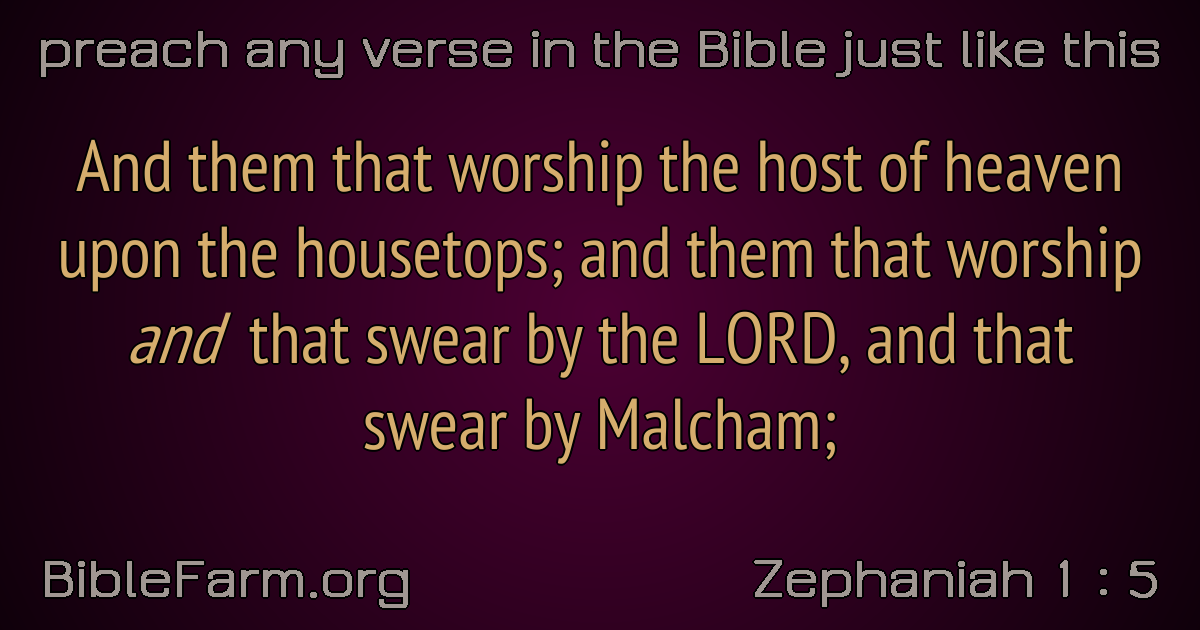 preach any verse in the Bible just like this
And them that worship the host of heaven
upon the housetops; and them that worship
and that swear by the LORD, and that
swear by Malcham;
BibleFarm.org
Zephaniah 1 : 5